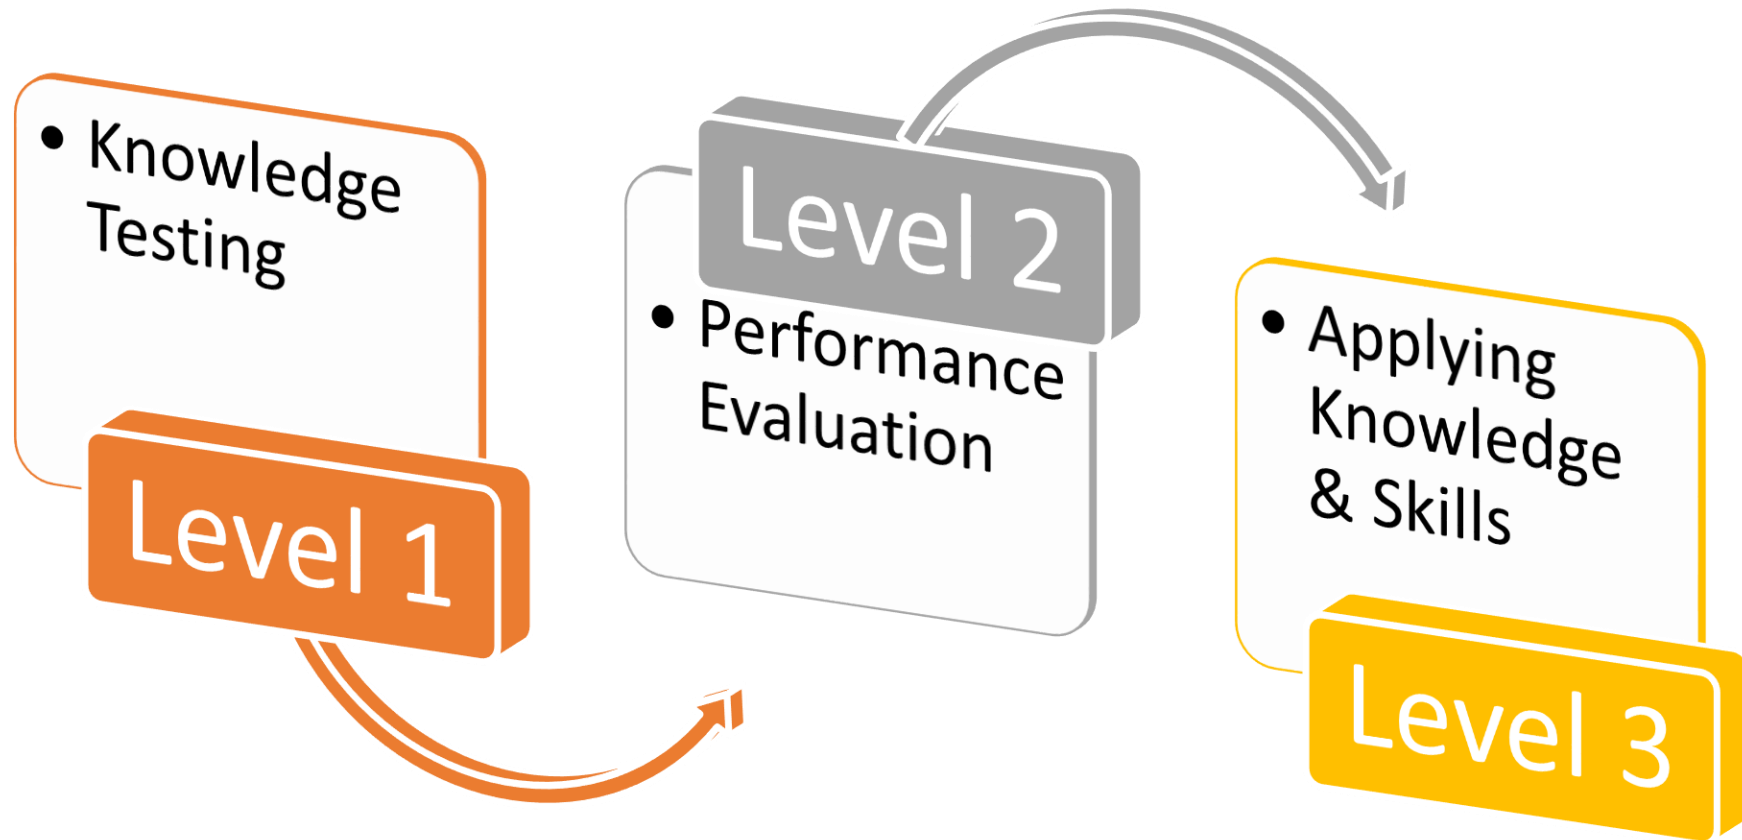 • Knowledge
Testing
Level 1
Level 2
• Performance
Evaluation
• Applying
Knowledge
& Skills
Level 3